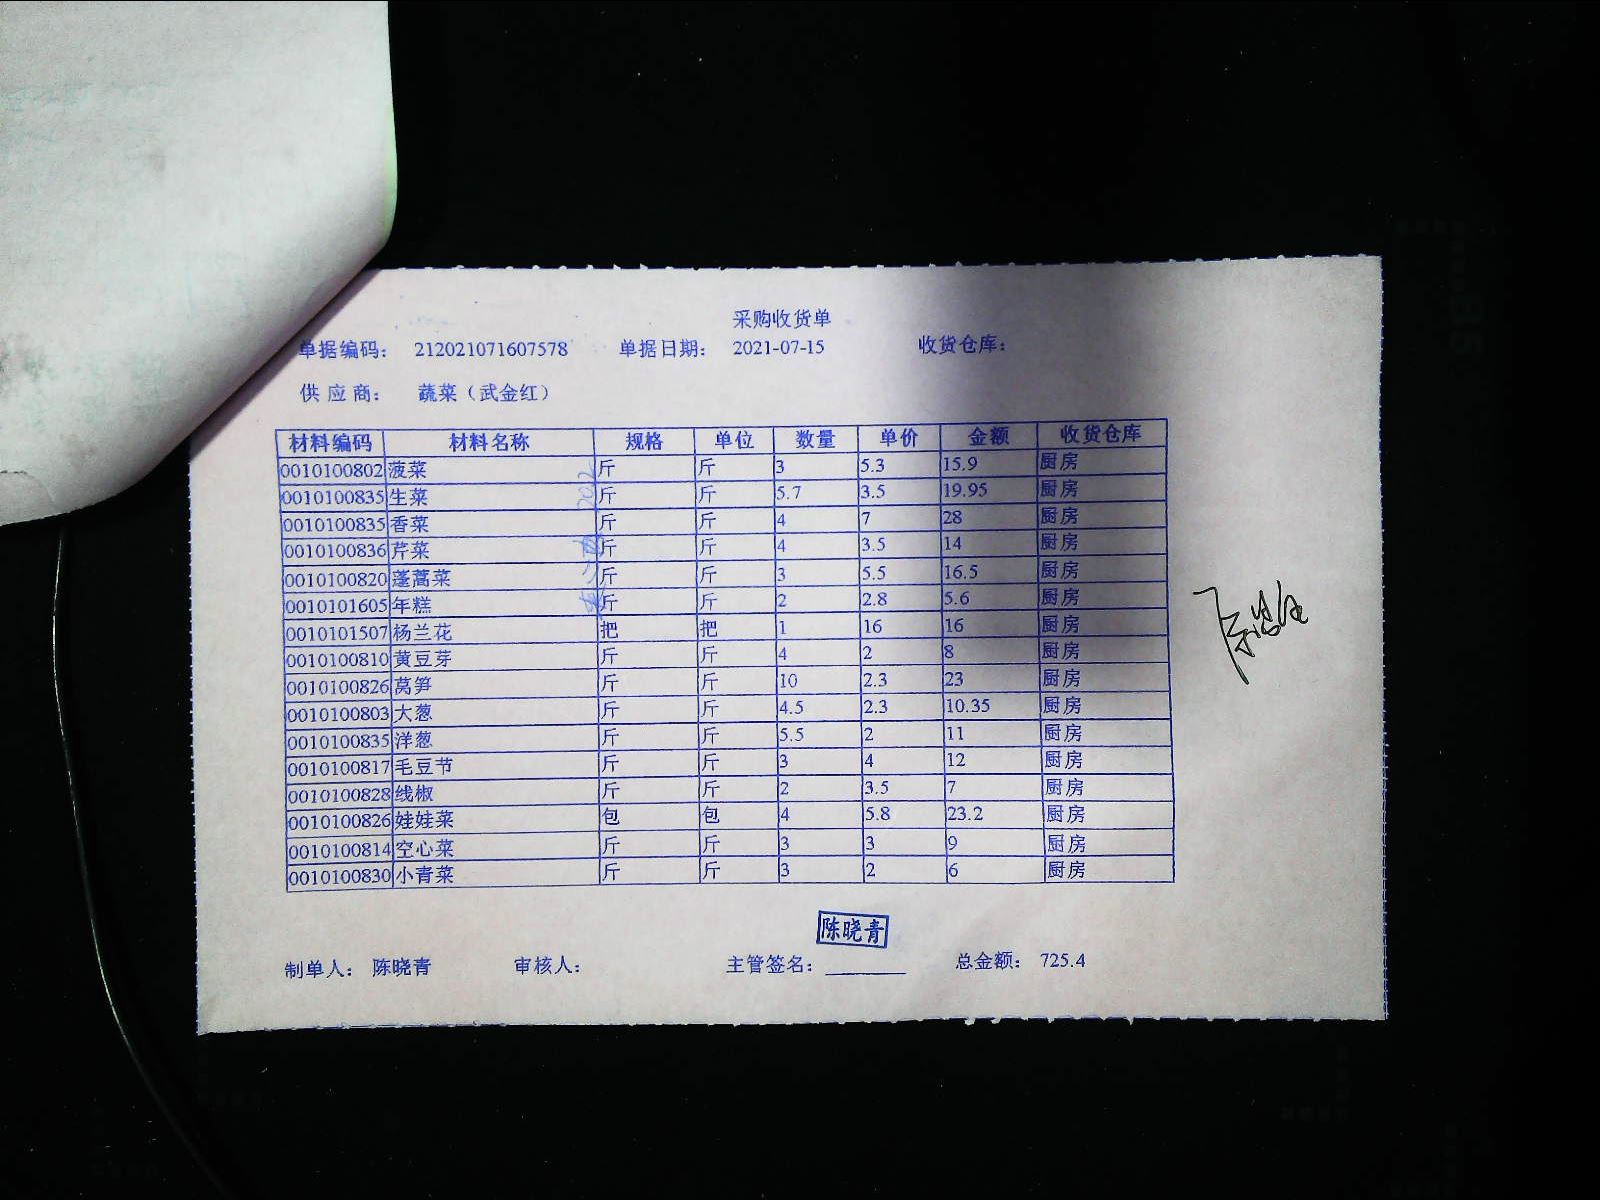 采购收货单
单据编码： 212021071607578 单据日期： 2021-07-15 收货仓库：
供应商： 蔬菜（武金红）
材料编码 材料名称 规格 单位 数量 单价 金额 收货仓库
0010100802 菠菜 斤 斤 3 5.3 15.9 厨房
0010100835 生菜 斤 斤 5.7 3.5 19.95 厨房
0010100835 香菜 斤 斤 4 7 28 厨房
0010100836 芹菜 斤 斤 4 3.5 14 厨房
0010100820 蓬蒿菜 斤 斤 3 5.5 16.5 厨房
0010101605 年糕 斤 斤 2 2.8 5.6 厨房
0010101507 杨兰花 把 把 1 16 16 厨房
0010100810 黄豆芽 斤 斤 4 2 8 厨房
0010100826 莴笋 斤 斤 10 2.3 23 厨房
0010100803 大葱 斤 斤 4.5 2.3 10.35 厨房
0010100835 洋葱 斤 斤 5.5 2 11 厨房
0010100817 毛豆节 斤 斤 3 4 12 厨房
0010100828 线椒 斤 斤 2 3.5 7 厨房
0010100826 娃娃菜 包 包 4 5.8 23.2 厨房
0010100814 空心菜 斤 斤 3 3 9 厨房
0010100830 小青菜 斤 斤 3 2 6 厨房
陈晓青
制单人： 陈晓青 审核人： 主管签名： 总金额： 725.4